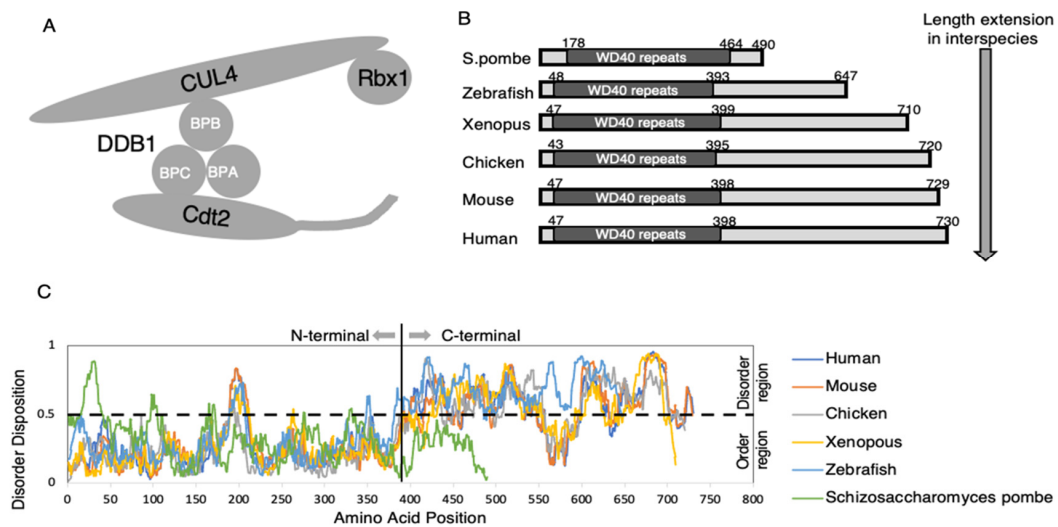 A
CUL4
Rbx1
BPB
DDB1
BPC
BPA
Cdt2
B
Length extension
in interspecies
S.pombe
178
WD40 repeats
464
490
Zebrafish
48
WD40 repeats
393
647
Xenopus
47
WD40 repeats
399
710
Chicken
43
WD40 repeats
395
720
Mouse
47
WD40 repeats
398
729
Human
47
WD40 repeats
398
730
C
N-terminal
C-terminal
Disorder Disposition
1
0.5
0
Disorder
region
Order
region
0 50 100 150 200 250 300 350 400 450 500 550 600 650 700 750 800
Amino Acid Position
Human
Mouse
Chicken
Xenopous
Zebrafish
Schizosaccharomyces pombe